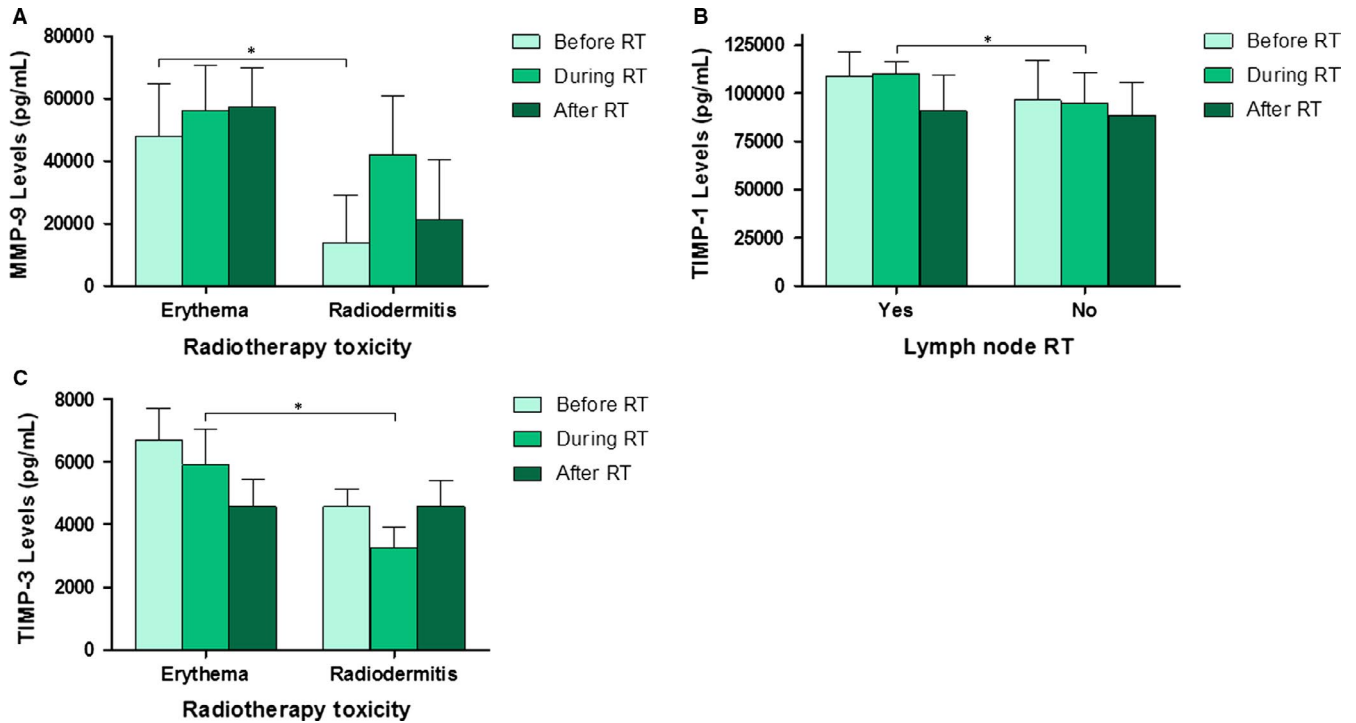 A
MMP-9 Levels (pg/mL)
80000
60000
40000
20000
0
*
Erythema
Radiodermitis
Radiotherapy toxicity
Before RT
During RT
After RT
B
TIMP-1 Levels (pg/mL)
125000
100000
75000
50000
25000
0
*
Yes
No
Lymph node RT
Before RT
During RT
After RT
C
TIMP-3 Levels (pg/mL)
8000
6000
4000
2000
0
*
Erythema
Radiodermitis
Radiotherapy toxicity
Before RT
During RT
After RT